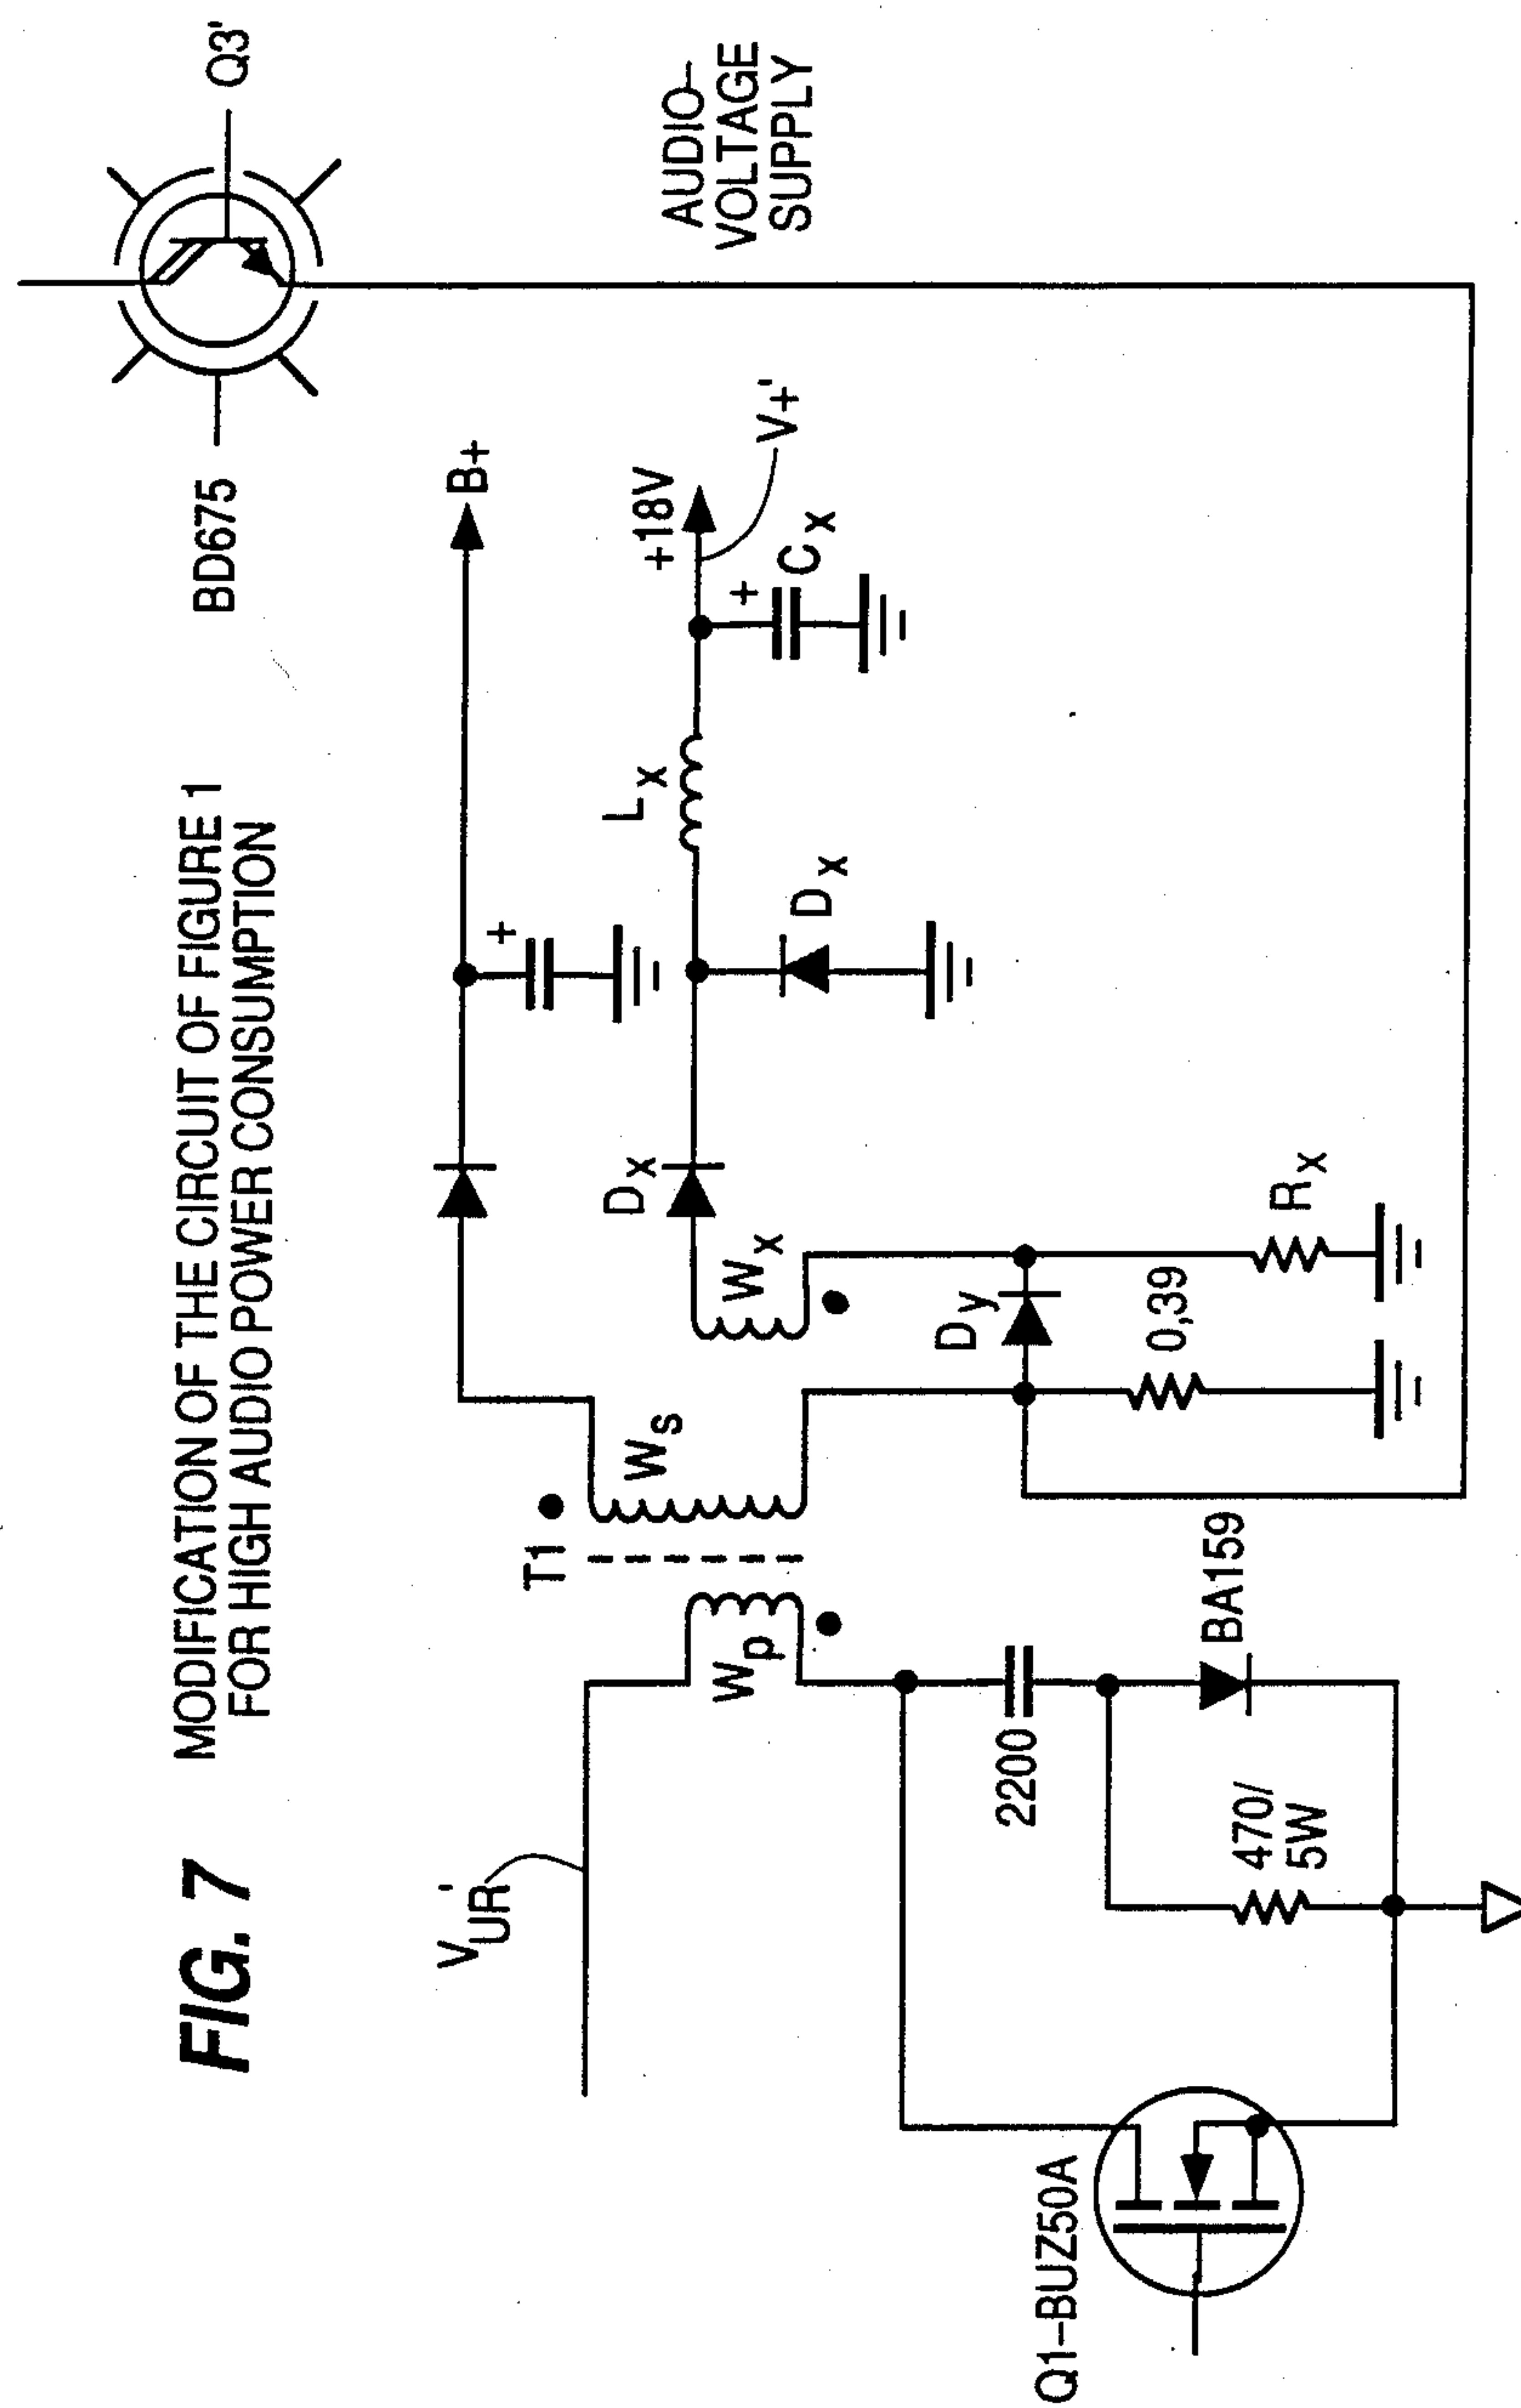 FIG. 7
MODIFICATION OF THE CIRCUIT OF FIGURE 1
FOR HIGH AUDIO POWER CONSUMPTION
BD675
Q3'
AUDIO-
VOLTAGE
SUPPLY
B+
+18V
V+'
Cx
Lx
Dx
Dx
Wx
Dy
0,39
Rx
T1
Ws
Wp
VUR'
2200
BA159
470/
5W
Q1-BUZ50A
+
+